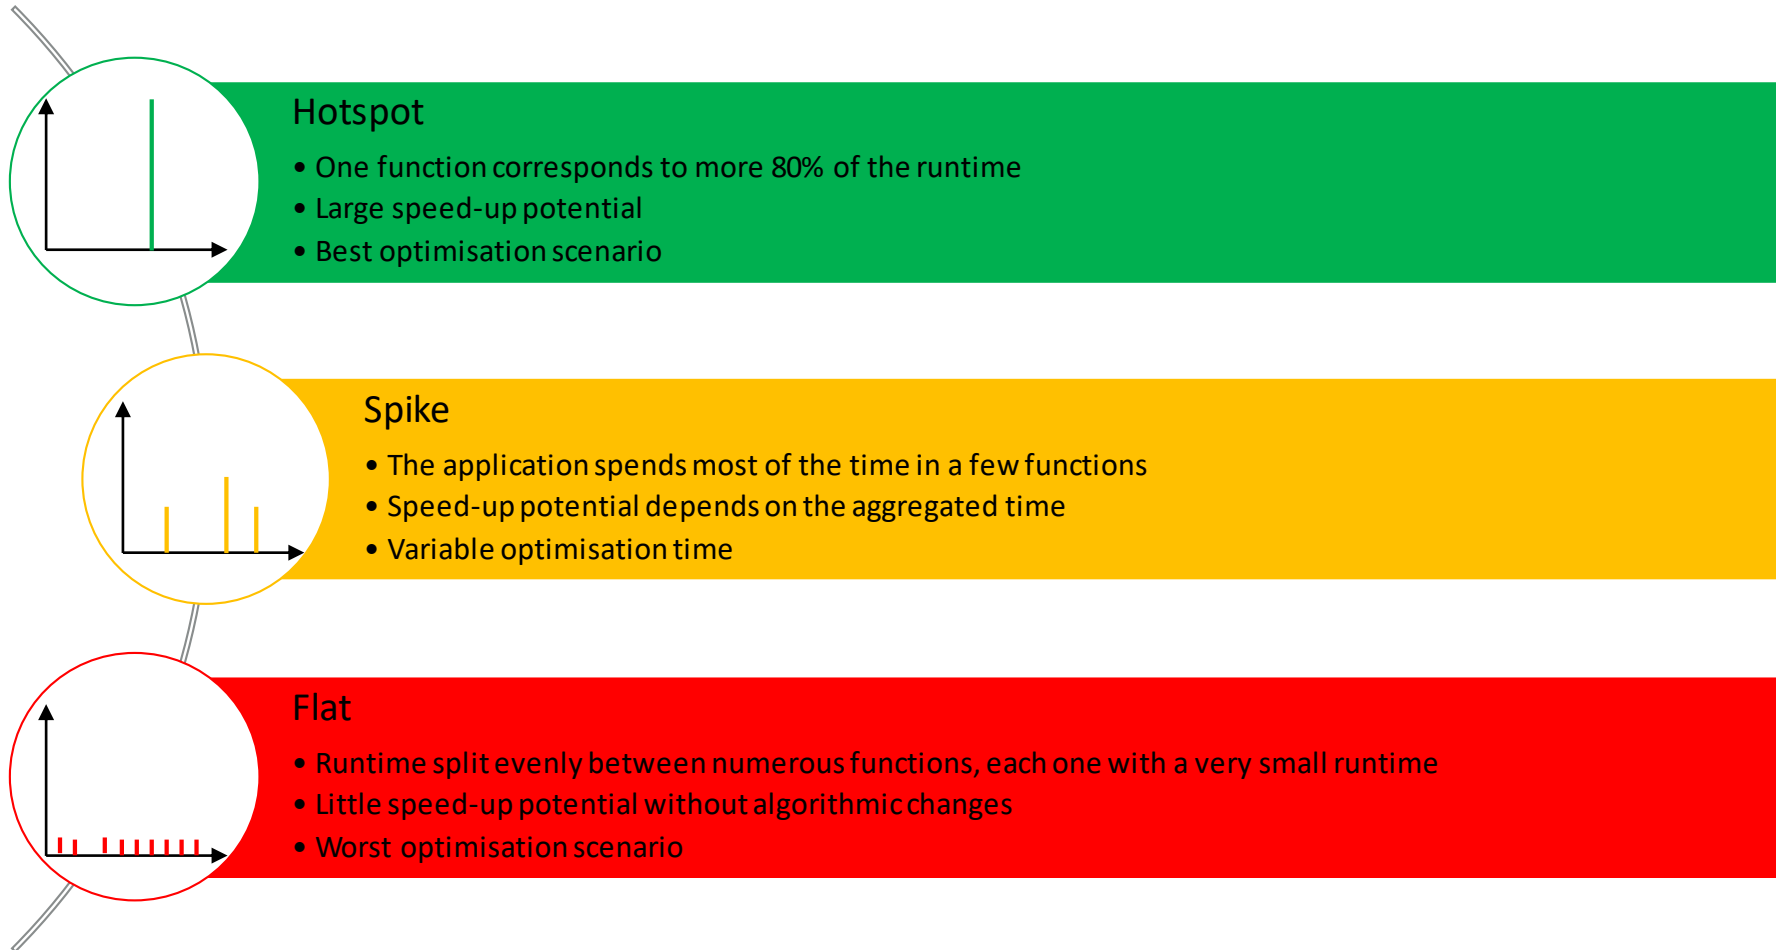 Hotspot
• One function corresponds to more 80% of the runtime
• Large speed-up potential
• Best optimisation scenario
Spike
• The application spends most of the time in a few functions
• Speed-up potential depends on the aggregated time
• Variable optimisation time
Flat
• Runtime split evenly between numerous functions, each one with a very small runtime
• Little speed-up potential without algorithmic changes
• Worst optimisation scenario